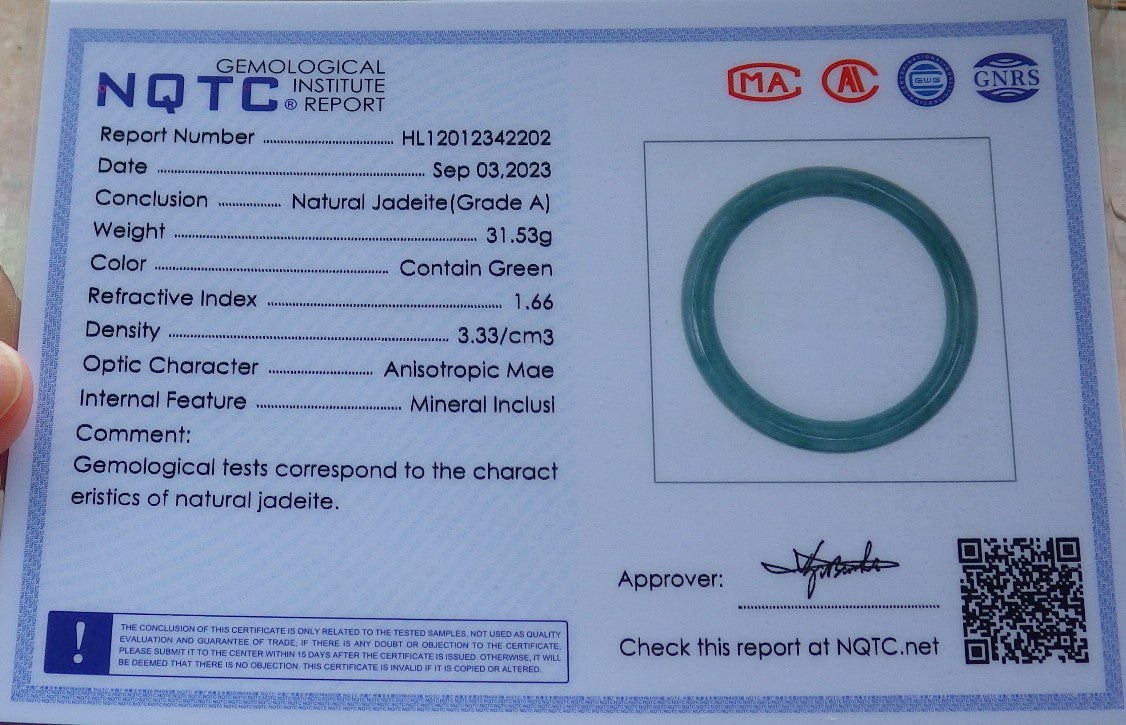 NQTC® GEMOLOGICAL
INSTITUTE
REPORT
Report Number HL12012342202
Date Sep 03,2023
Conclusion Natural Jadeite(Grade A)
Weight 31.53g
Color Contain Green
Refractive Index 1.66
Density 3.33/cm3
Optic Character Anisotropic Mae
Internal Feature Mineral Inclusi
Comment:
Gemological tests correspond to the charact
eristics of natural jadeite.
! THE CONCLUSION OF THIS CERTIFICATE IS ONLY RELATED TO THE TESTED SAMPLES, NOT USED AS QUALITY
EVALUATION AND GUARANTEE OF TRADE. IF THERE IS ANY DOUBT OR OBJECTION TO THE CERTIFICATE,
PLEASE SUBMIT IT TO THE CENTER WITHIN 15 DAYS AFTER THE CERTIFICATE IS ISSUED. OTHERWISE, IT WILL
BE DEEMED THAT THERE IS NO OBJECTION. THIS CERTIFICATE IS INVALID IF IT IS COPIED OR ALTERED.
MA AL GNRS
Approver:
Check this report at NQTC.net